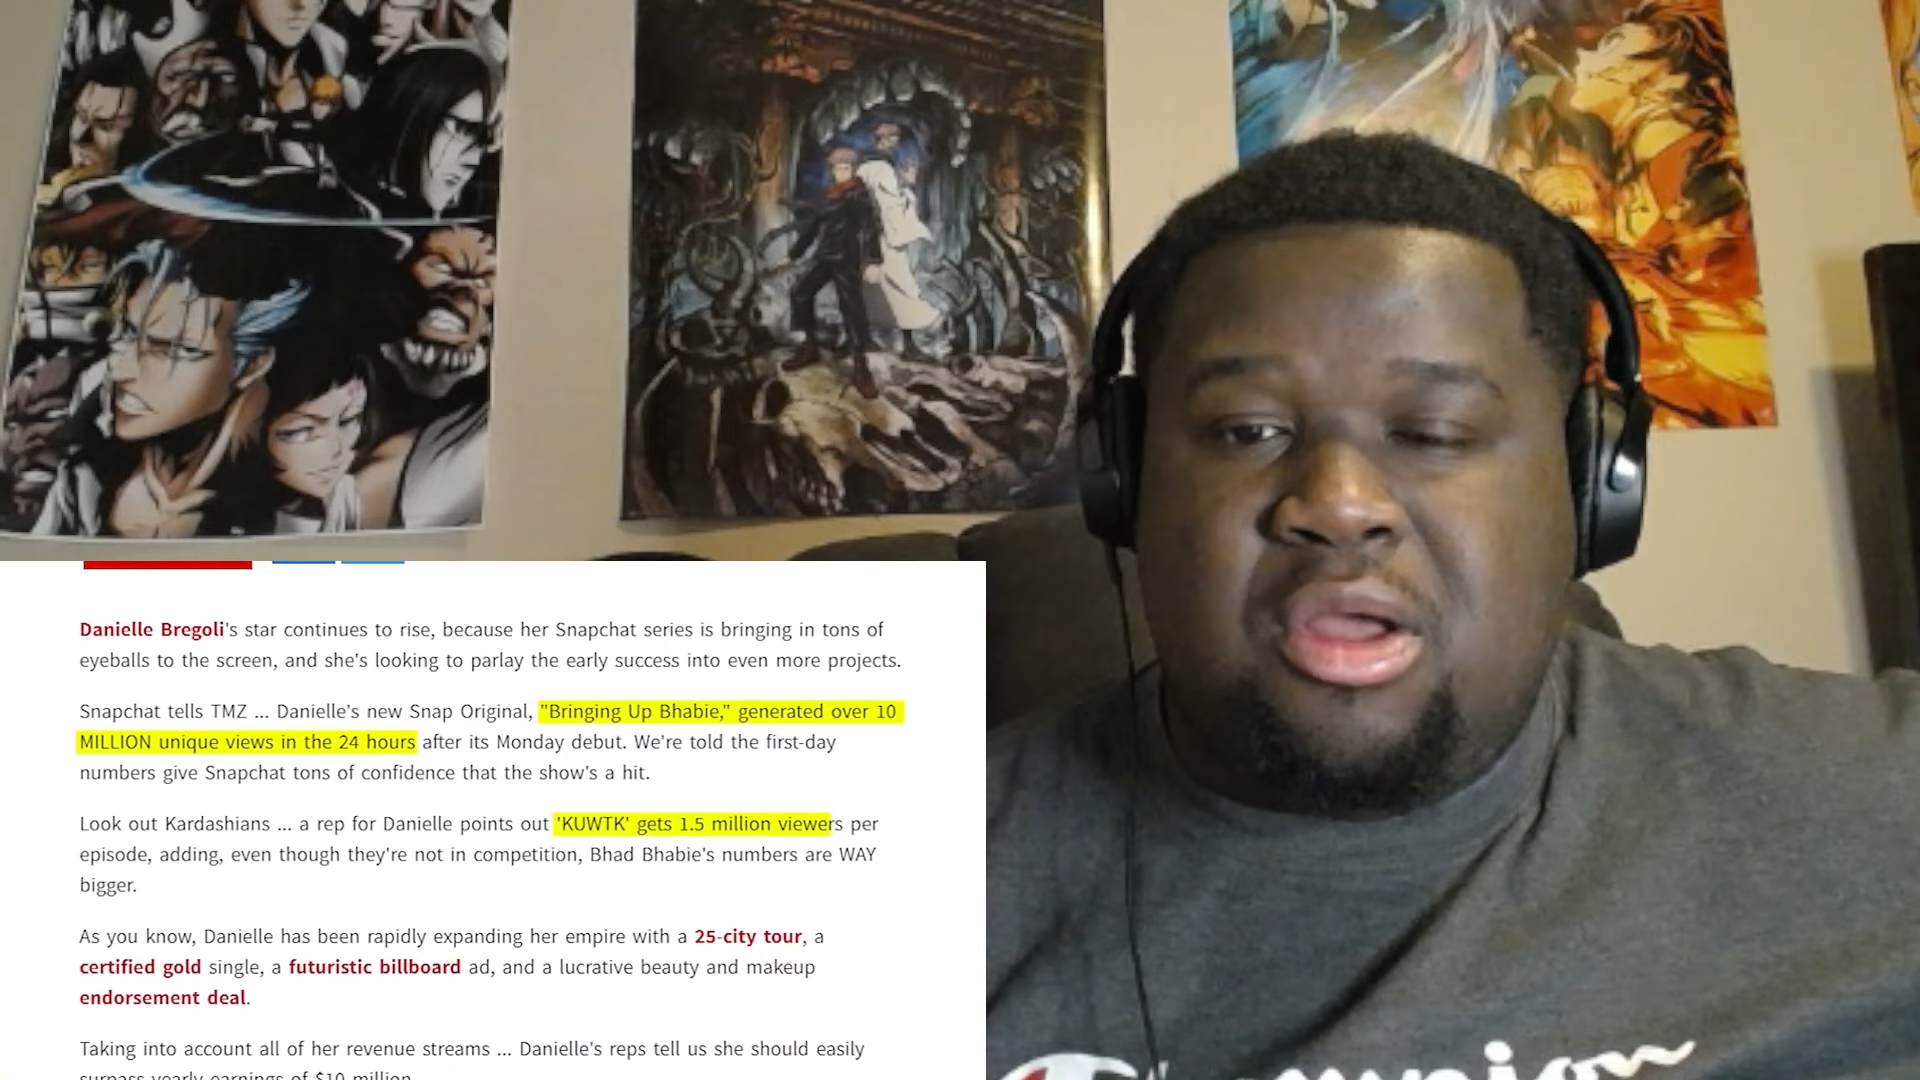 Danielle Bregoli's star continues to rise, because her Snapchat series is bringing in tons of
eyeballs to the screen, and she's looking to parlay the early success into even more projects.
Snapchat tells TMZ ... Danielle's new Snap Original, "Bringing Up Bhabie," generated over 10
MILLION unique views in the 24 hours after its Monday debut. We're told the first-day
numbers give Snapchat tons of confidence that the show's a hit.
Look out Kardashians ... a rep for Danielle points out 'KUWTK' gets 1.5 million viewers per
episode, adding, even though they're not in competition, Bhad Bhabie's numbers are WAY
bigger.
As you know, Danielle has been rapidly expanding her empire with a 25-city tour, a
certified gold single, a futuristic billboard ad, and a lucrative beauty and makeup
endorsement deal.
Taking into account all of her revenue streams ... Danielle's reps tell us she should easily
surpass yearly earnings of $10 million
Champion